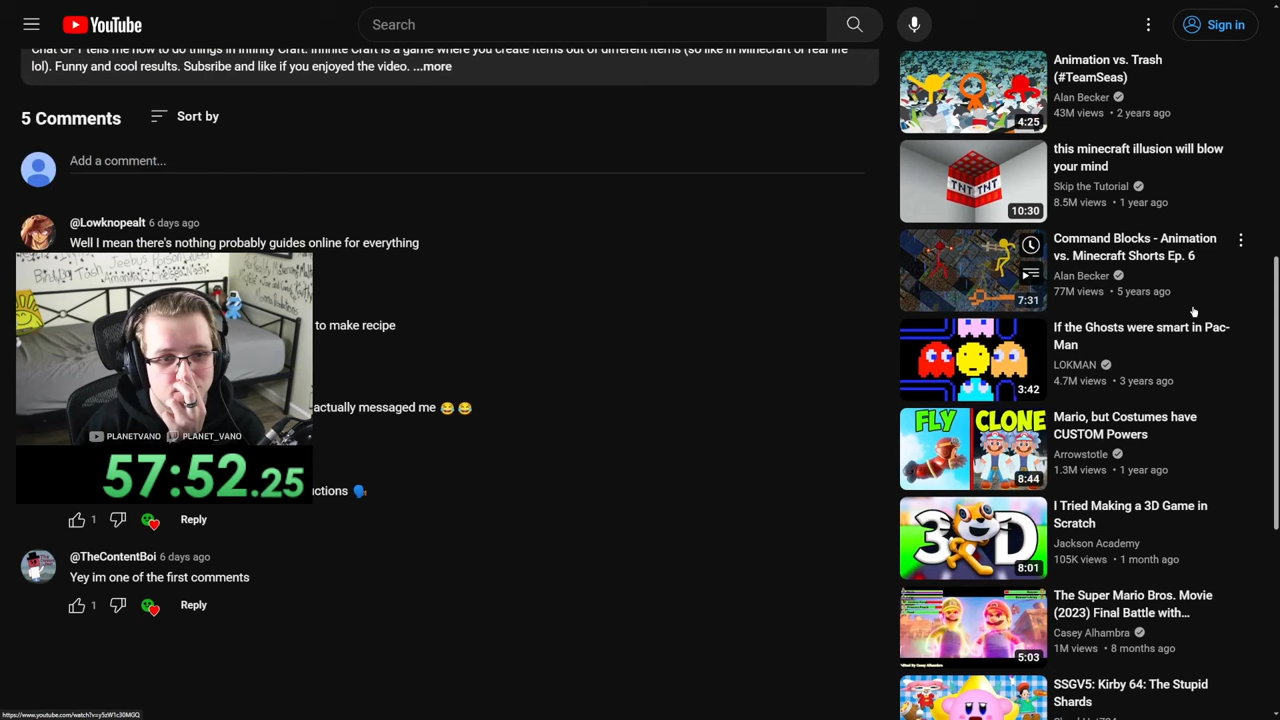 YouTube
Search
Sign in
Chat GPT tells me how to do things in Infinity Craft. Infinite Craft is a game where you create items out of different items (so like in Minecraft or real life
lol). Funny and cool results. Subsribe and like if you enjoyed the video. ...more
5 Comments
Sort by
Add a comment...
@Lowknopealt 6 days ago
Well I mean there's nothing probably guides online for everything
to make recipe
actually messaged me 😂 😂
PLANETVANO PLANET_VANO
57:52.25
uctions 🗣️
1 Reply
@TheContentBoi 6 days ago
Yey im one of the first comments
1 Reply
4:25
Animation vs. Trash
(#TeamSeas)
Alan Becker
43M views • 2 years ago
TNT TNT
10:30
this minecraft illusion will blow
your mind
Skip the Tutorial
8.5M views • 1 year ago
7:31
Command Blocks - Animation
vs. Minecraft Shorts Ep. 6
Alan Becker
77M views • 5 years ago
3:42
If the Ghosts were smart in Pac-
Man
LOKMAN
4.7M views • 3 years ago
FLY CLONE
8:44
Mario, but Costumes have
CUSTOM Powers
Arrowstotle
1.3M views • 1 year ago
3D
8:01
I Tried Making a 3D Game in
Scratch
Jackson Academy
105K views • 1 month ago
5:03
The Super Mario Bros. Movie
(2023) Final Battle with...
Casey Alhambra
1M views • 8 months ago
SSGV5: Kirby 64: The Stupid
Shards
https://www.youtube.com/watch?v=y5zW1c30MGQ